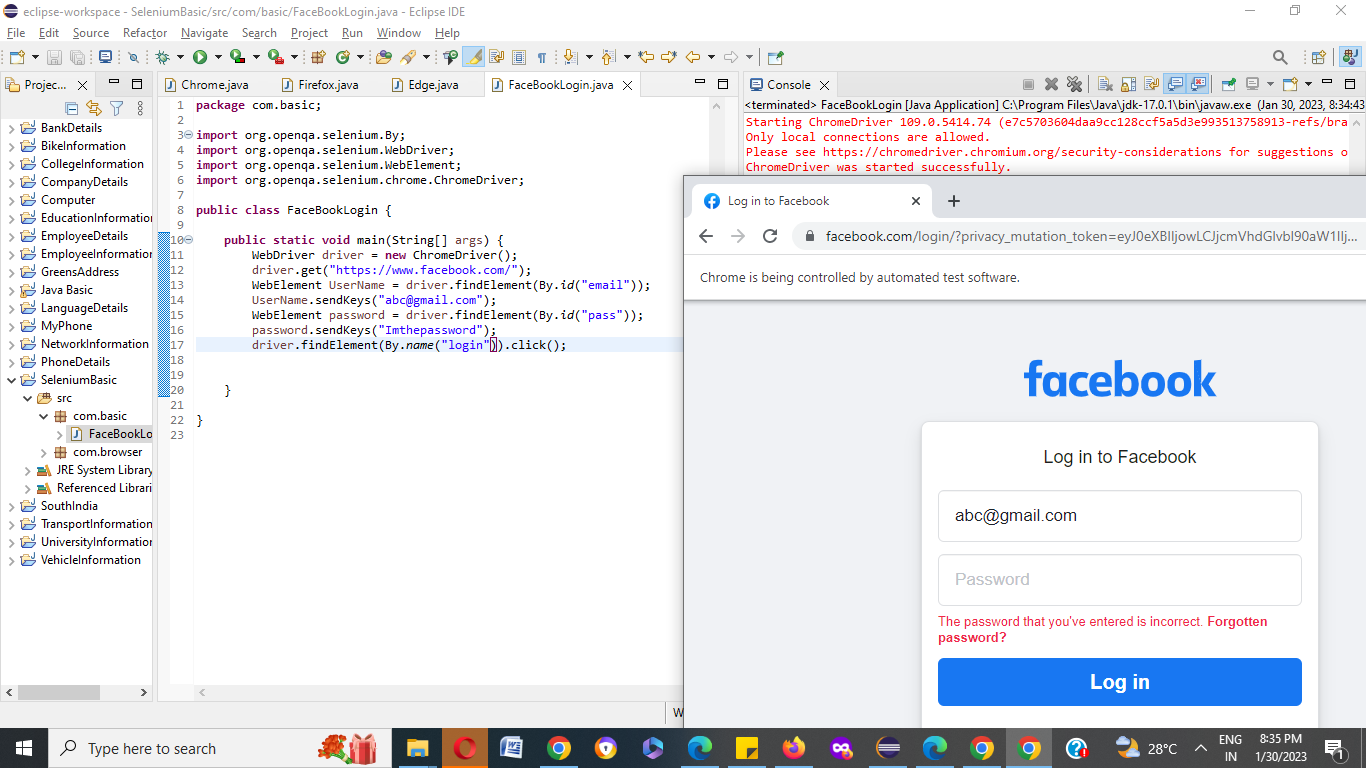 eclipse-workspace - SeleniumBasic/src/com/basic/FaceBookLogin.java - Eclipse IDE
File Edit Source Refactor Navigate Search Project Run Window Help
Projec...
BankDetails
BikeInformation
CollegeInformation
CompanyDetails
Computer
EducationInformation
EmployeeDetails
EmployeeInformation
GreensAddress
Java Basic
LanguageDetails
MyPhone
NetworkInformation
PhoneDetails
SeleniumBasic
src
com.basic
FaceBookLo
com.browser
JRE System Library
Referenced Librari
SouthIndia
TransportInformation
UniversityInformation
VehicleInformation
Chrome.java Firefox.java Edge.java FaceBookLogin.java
1 package com.basic;
2
3 import org.openqa.selenium.By;
4 import org.openqa.selenium.WebDriver;
5 import org.openqa.selenium.WebElement;
6 import org.openqa.selenium.chrome.ChromeDriver;
7
8 public class FaceBookLogin {
9
10 public static void main(String[] args) {
11 WebDriver driver = new ChromeDriver();
12 driver.get("https://www.facebook.com/");
13 WebElement UserName = driver.findElement(By.id("email"));
14 UserName.sendKeys("abc@gmail.com");
15 WebElement password = driver.findElement(By.id("pass"));
16 password.sendKeys("Imthepassword");
17 driver.findElement(By.name("login")).click();
18
19
20 }
21
22 }
23
Console
<terminated> FaceBookLogin [Java Application] C:\Program Files\Java\jdk-17.0.1\bin\javaw.exe (Jan 30, 2023, 8:34:43
Starting ChromeDriver 109.0.5414.74 (e7c5703604daa9cc128ccf5a5d3e993513758913-refs/bra
Only local connections are allowed.
Please see https://chromedriver.chromium.org/security-considerations for suggestions o
ChromeDriver was started successfully.
Log in to Facebook
facebook.com/login/?privacy_mutation_token=eyJ0eXBlIjowLCJjcmVhdGlvbl90aW1lIj...
Chrome is being controlled by automated test software.
facebook
Log in to Facebook
abc@gmail.com
Password
The password that you've entered is incorrect. Forgotten
password?
Log in
W
Type here to search
28°C
ENG
IN
8:35 PM
1/30/2023
1